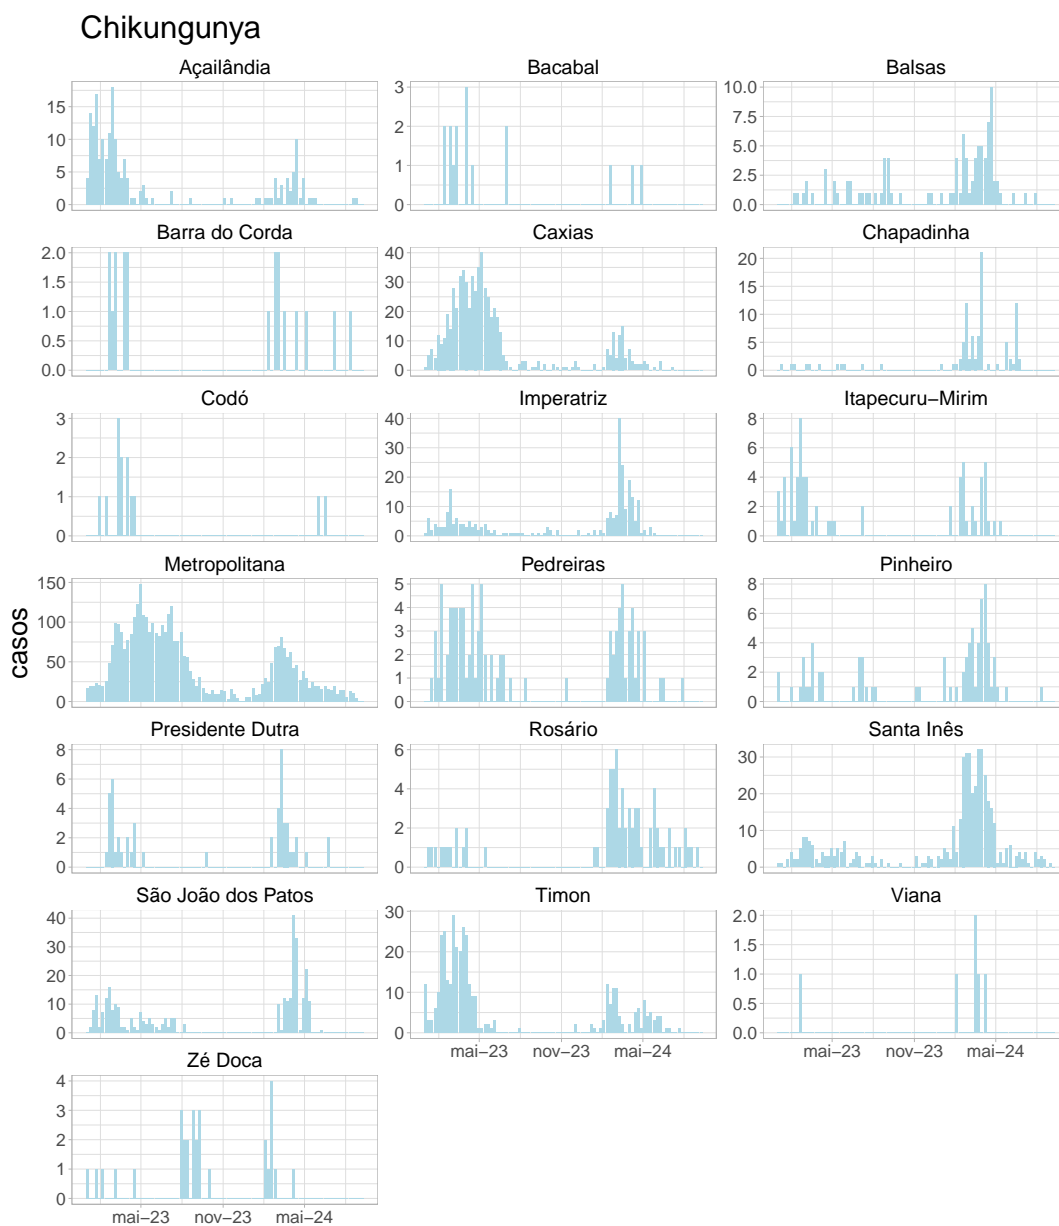 Chikungunya
Açailândia
Bacabal
Balsas
15
10
5
0
3
2
1
0
10.0
7.5
5.0
2.5
0.0
Barra do Corda
Caxias
Chapadinha
2.0
1.5
1.0
0.5
0.0
40
30
20
10
0
20
15
10
5
0
Codó
Imperatriz
Itapecuru−Mirim
3
2
1
0
40
30
20
10
0
8
6
4
2
0
Metropolitana
Pedreiras
Pinheiro
casos
150
100
50
0
5
4
3
2
1
0
8
6
4
2
0
Presidente Dutra
Rosário
Santa Inês
8
6
4
2
0
6
4
2
0
30
20
10
0
São João dos Patos
Timon
Viana
40
30
20
10
0
30
20
10
0
2.0
1.5
1.0
0.5
0.0
mai−23
nov−23
mai−24
mai−23
nov−23
mai−24
Zé Doca
4
3
2
1
0
mai−23
nov−23
mai−24